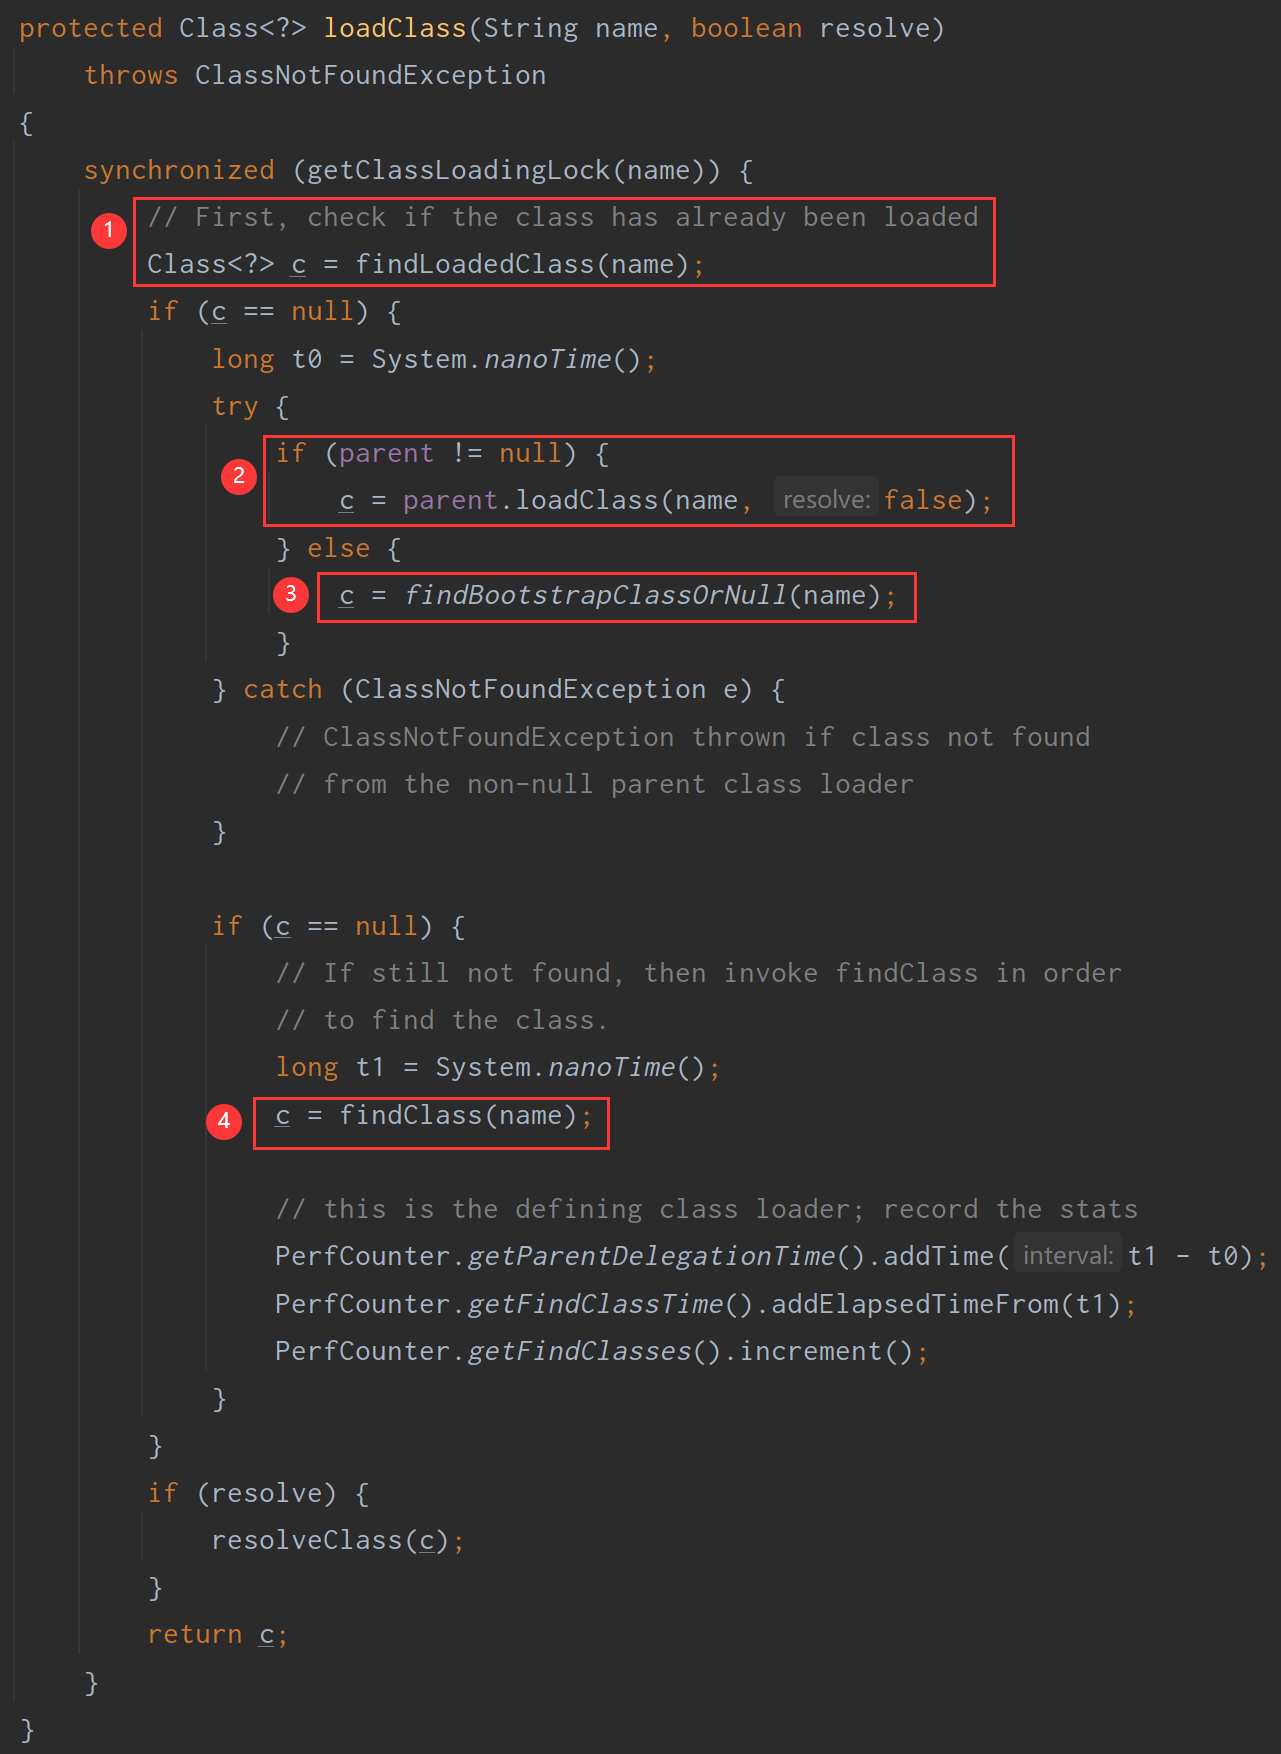 protected Class<?> loadClass(String name, boolean resolve)
throws ClassNotFoundException
{
synchronized (getClassLoadingLock(name)) {
1 // First, check if the class has already been loaded
Class<?> c = findLoadedClass(name);
if (c == null) {
long t0 = System.nanoTime();
try {
2 if (parent != null) {
c = parent.loadClass(name, resolve: false);
} else {
3 c = findBootstrapClassOrNull(name);
}
} catch (ClassNotFoundException e) {
// ClassNotFoundException thrown if class not found
// from the non-null parent class loader
}
if (c == null) {
// If still not found, then invoke findClass in order
// to find the class.
long t1 = System.nanoTime();
4 c = findClass(name);
// this is the defining class loader; record the stats
PerfCounter.getParentDelegationTime().addTime( interval: t1 - t0);
PerfCounter.getFindClassTime().addElapsedTimeFrom(t1);
PerfCounter.getFindClasses().increment();
}
}
if (resolve) {
resolveClass(c);
}
return c;
}
}